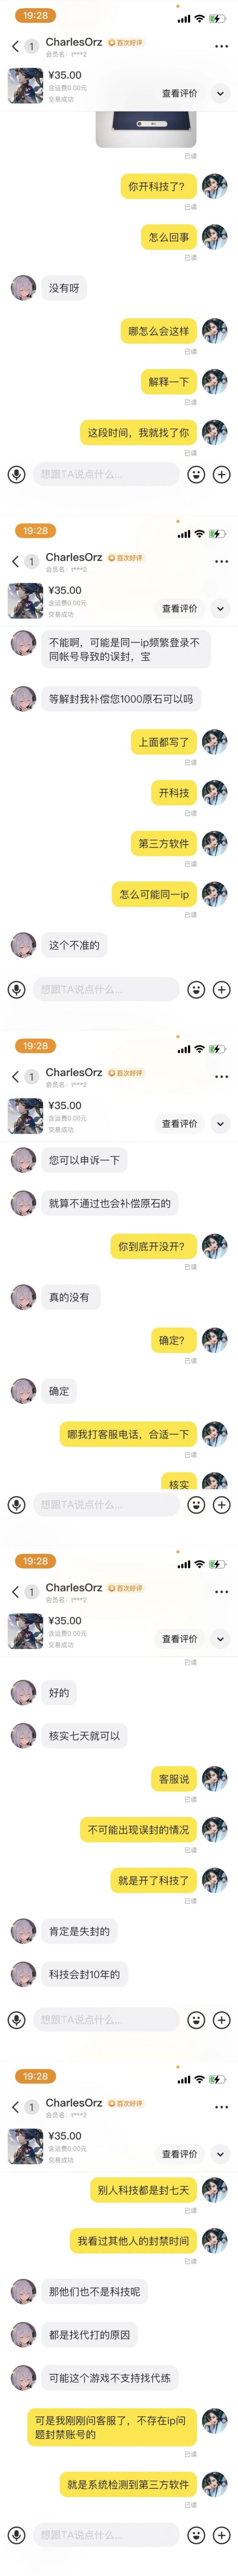 19:28
1
CharlesOrz 首次好评
会员名：t***2
¥35.00
含运费0.00元
交易成功
查看评价
已读
你开科技了？
已读
怎么回事
已读
没有呀
哪怎么会这样
已读
解释一下
已读
这段时间，我就找了你
已读
想跟TA说点什么...
19:28
1
CharlesOrz 首次好评
会员名：t***2
¥35.00
含运费0.00元
交易成功
查看评价
不能啊，可能是同一ip频繁登录不
同帐号导致的误封，宝
等解封我补偿您1000原石可以吗
上面都写了
已读
开科技
已读
第三方软件
已读
怎么可能同一ip
已读
这个不准的
想跟TA说点什么...
19:28
1
CharlesOrz 首次好评
会员名：t***2
¥35.00
含运费0.00元
交易成功
查看评价
您可以申诉一下
就算不通过也会补偿原石的
你到底开没开？
已读
真的没有
确定？
已读
确定
哪我打客服电话，合适一下
已读
核实
想跟TA说点什么...
19:28
1
CharlesOrz 首次好评
会员名：t***2
¥35.00
含运费0.00元
交易成功
查看评价
已读
好的
核实七天就可以
客服说
已读
不可能出现误封的情况
已读
就是开了科技了
已读
肯定是失封的
科技会封10年的
想跟TA说点什么...
19:28
1
CharlesOrz 首次好评
会员名：t***2
¥35.00
含运费0.00元
交易成功
查看评价
别人科技都是封七天
已读
我看过其他人的封禁时间
已读
那他们也不是科技呢
都是找代打的原因
可能这个游戏不支持找代练
可是我刚刚问客服了，不存在ip问
题封禁账号的
已读
就是系统检测到第三方软件
已读
想跟TA说点什么...